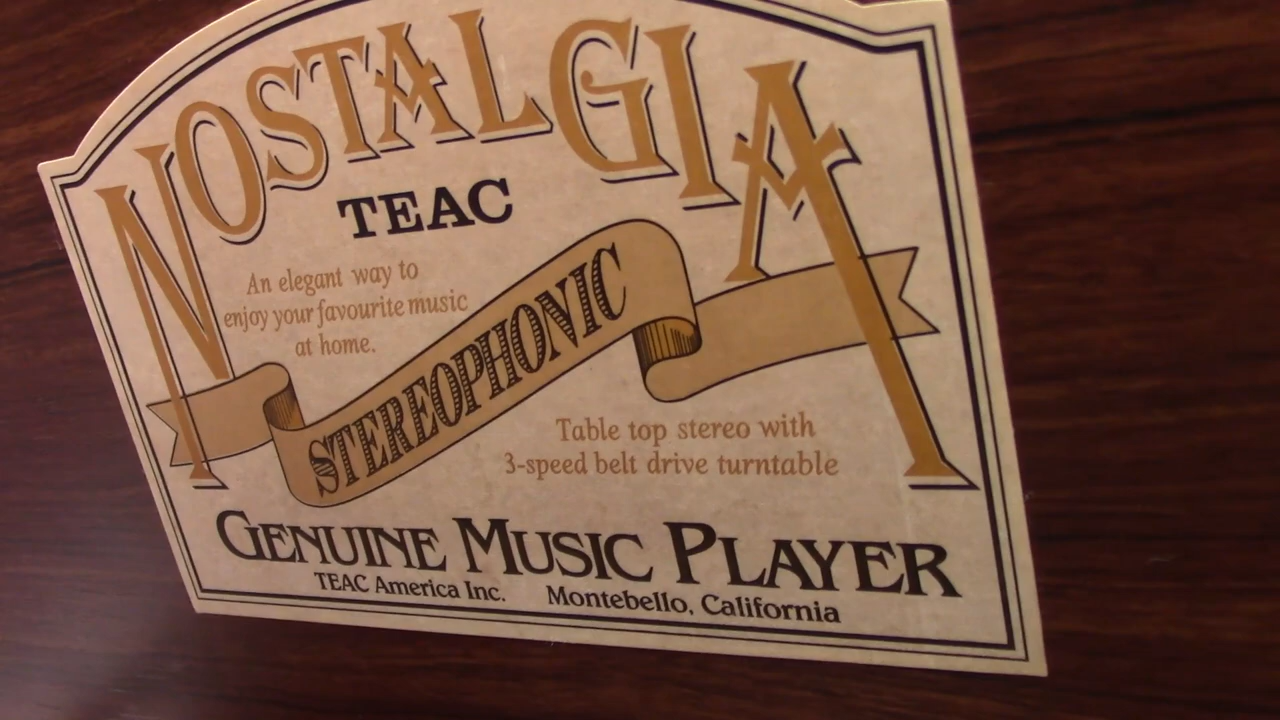 NOSTALGIA
TEAC
An elegant way to
enjoy your favourite music
at home.
STEREOPHONIC
Table top stereo with
3-speed belt drive turntable
GENUINE MUSIC PLAYER
TEAC America Inc. Montebello, California